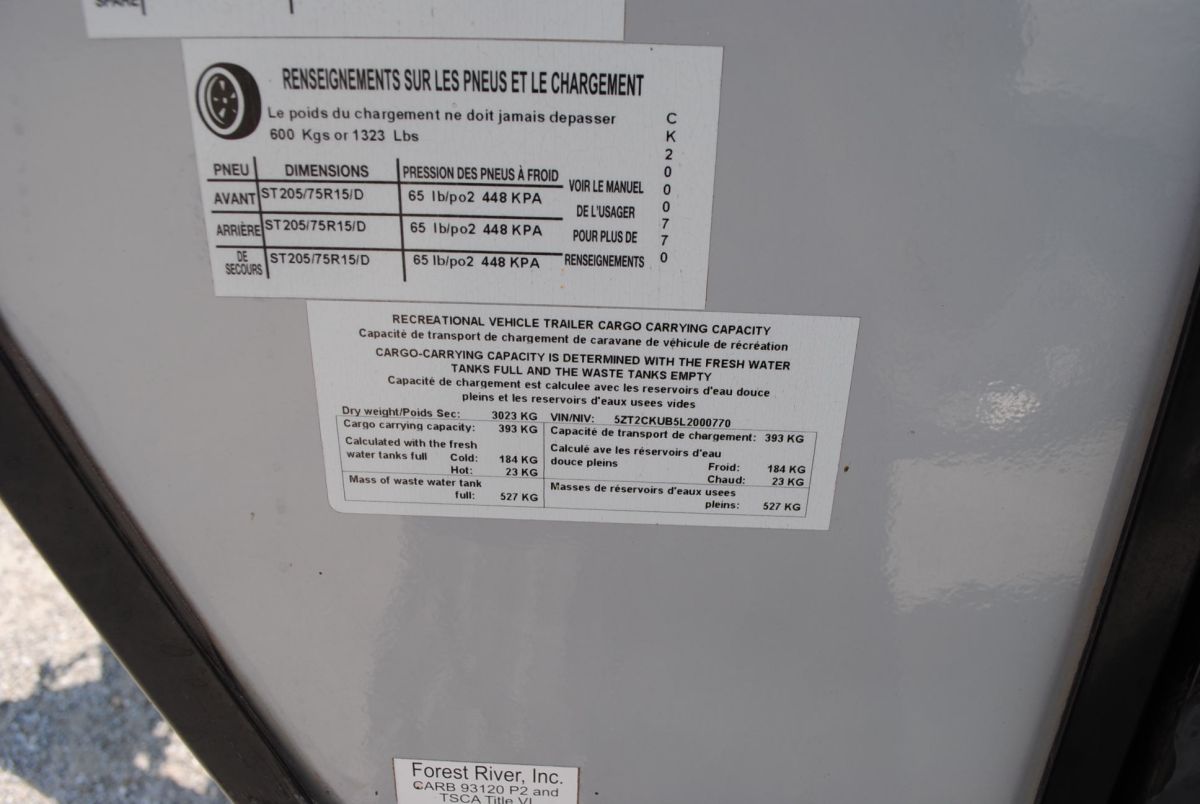 SPARE
RENSEIGNEMENTS SUR LES PNEUS ET LE CHARGEMENT
Le poids du chargement ne doit jamais depasser
600 Kgs or 1323 Lbs
PNEU DIMENSIONS PRESSION DES PNEUS À FROID
AVANT ST205/75R15/D 65 lb/po2 448 KPA
ARRIÈRE ST205/75R15/D 65 lb/po2 448 KPA
DE SECOURS ST205/75R15/D 65 lb/po2 448 KPA
VOIR LE MANUEL
DE L'USAGER
POUR PLUS DE
RENSEIGNEMENTS
CK2000770
RECREATIONAL VEHICLE TRAILER CARGO CARRYING CAPACITY
Capacité de transport de chargement de caravane de véhicule de récréation
CARGO-CARRYING CAPACITY IS DETERMINED WITH THE FRESH WATER
TANKS FULL AND THE WASTE TANKS EMPTY
Capacité de chargement est calculee avec les reservoirs d'eau douce
pleins et les reservoirs d'eaux usees vides
Dry weight/Poids Sec: 3023 KG VIN/NIV: 5ZT2CKUB5L2000770
Cargo carrying capacity: 393 KG
Calculated with the fresh
water tanks full Cold: 184 KG
Hot: 23 KG
Mass of waste water tank
full: 527 KG
Capacité de transport de chargement: 393 KG
Calculé ave les réservoirs d'eau
douce pleins Froid: 184 KG
Chaud: 23 KG
Masses de réservoirs d'eaux usees
pleins: 527 KG
Forest River, Inc.
CARB 93120 P2 and
TSCA Title VI